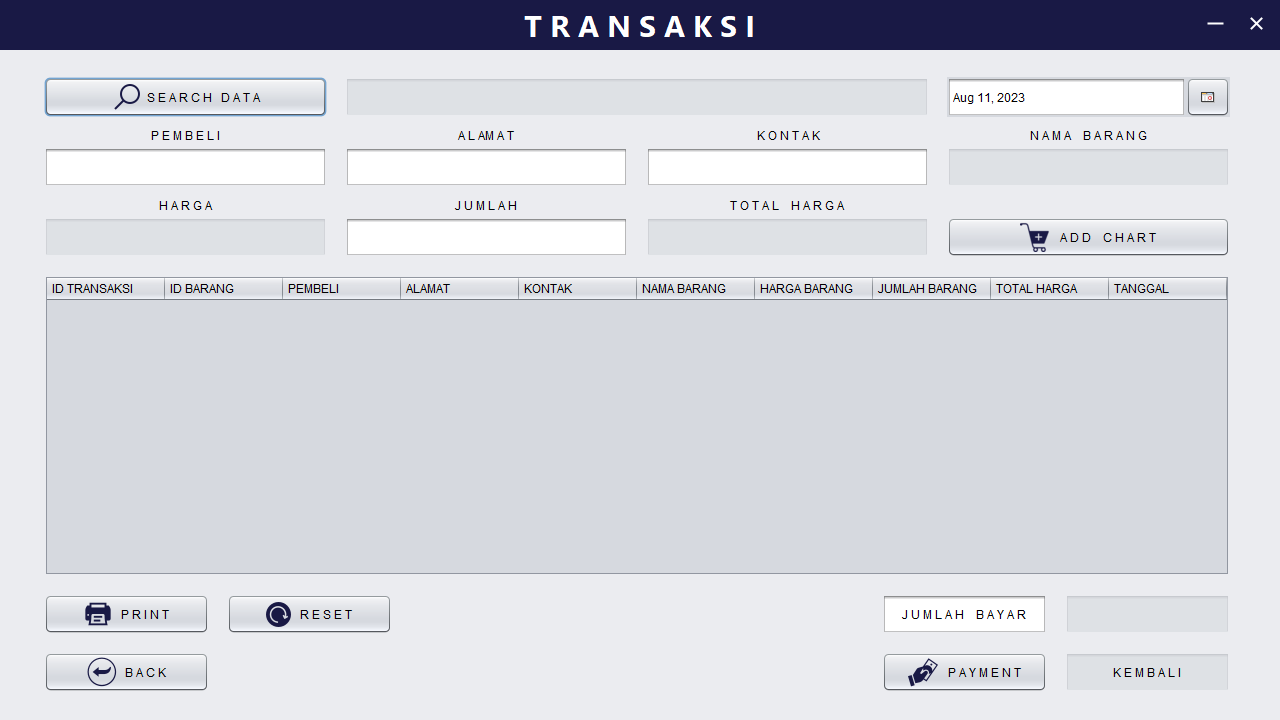 TRANSAKSI
SEARCH DATA
Aug 11, 2023
PEMBELI ALAMAT KONTAK NAMA BARANG
HARGA JUMLAH TOTAL HARGA
ADD CHART
ID TRANSAKSI ID BARANG PEMBELI ALAMAT KONTAK NAMA BARANG HARGA BARANG JUMLAH BARANG TOTAL HARGA TANGGAL
PRINT RESET JUMLAH BAYAR
BACK PAYMENT KEMBALI